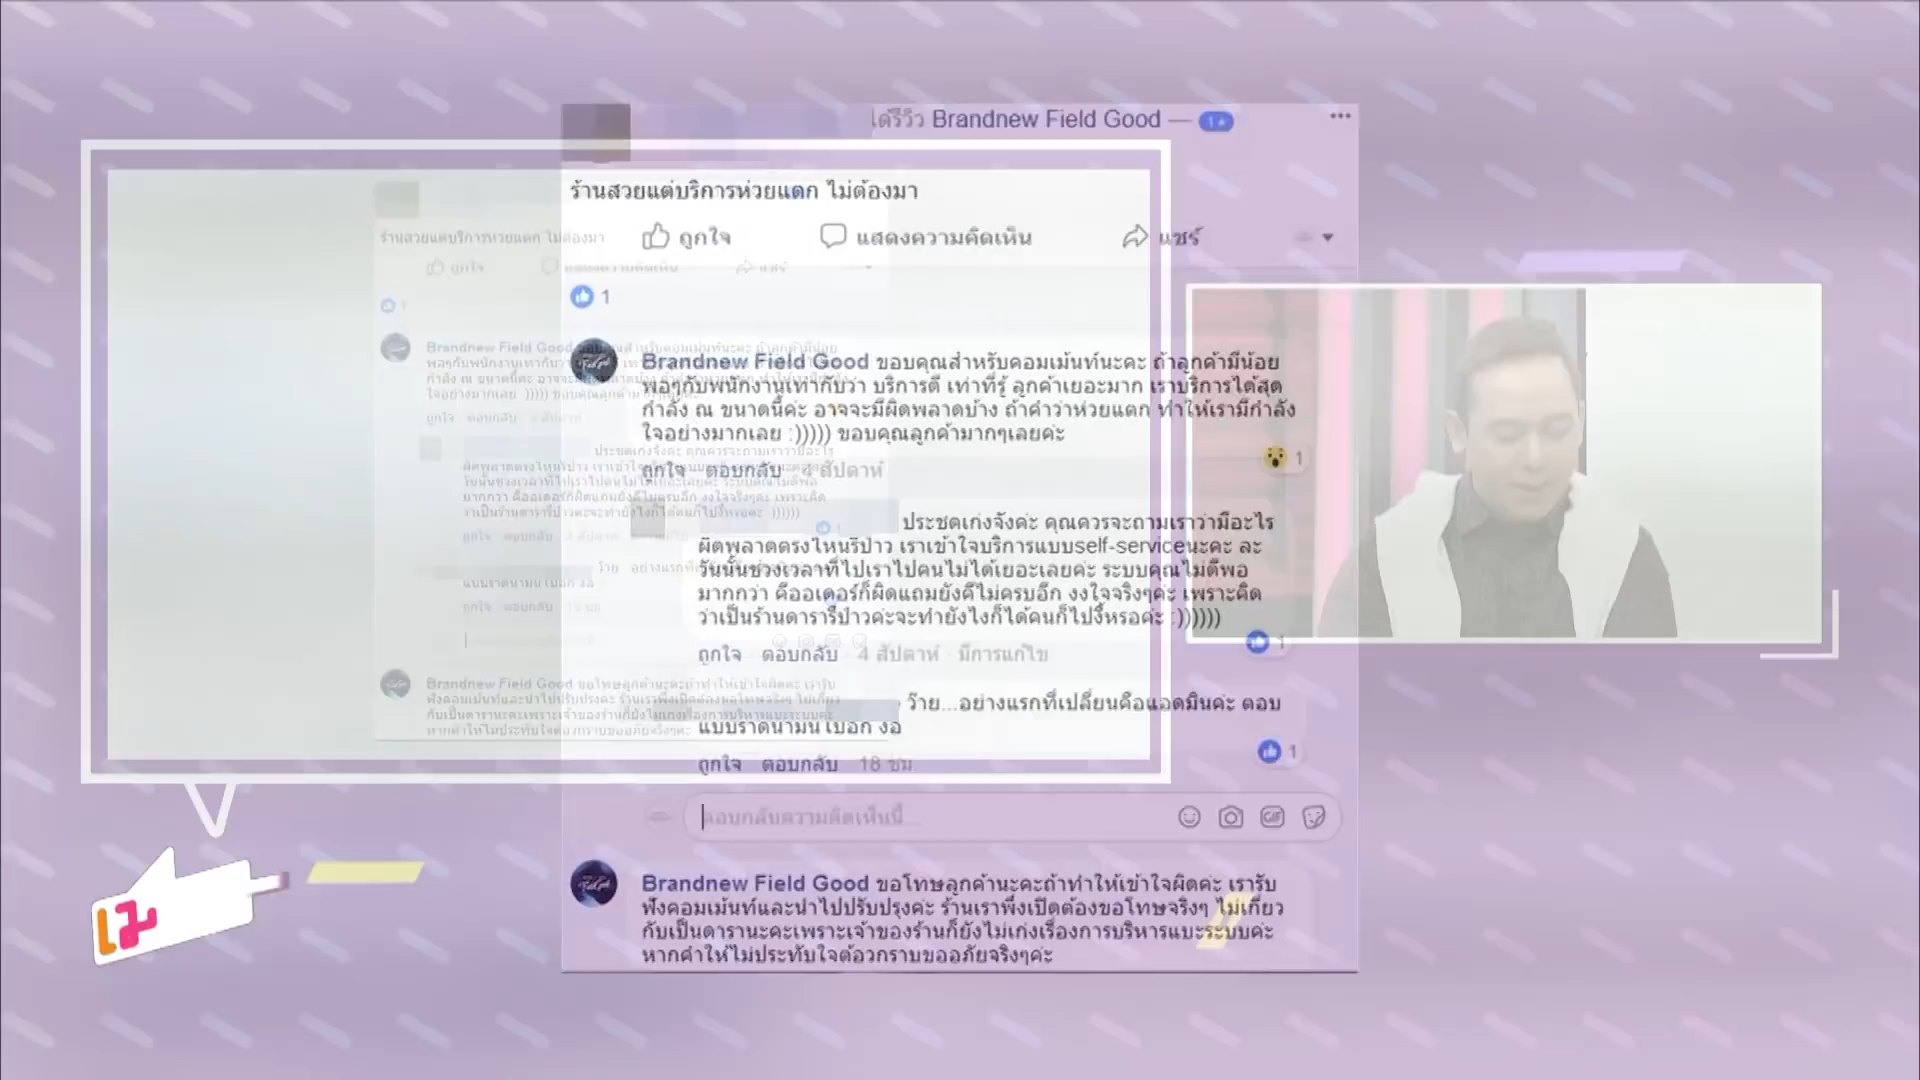 ได้รีวิว Brandnew Field Good — 1★
ร้านสวยแต่บริการห่วยแตก ไม่ต้องมา
ถูกใจ แสดงความคิดเห็น แชร์
1
Brandnew Field Good ขอบคุณสำหรับคอมเม้นท์นะคะ ถ้าลูกค้ามีน้อย
พอๆกับพนักงานเท่ากับว่า บริการดี เท่าที่รู้ ลูกค้าเยอะมาก เราบริการได้สุด
กำลัง ณ ขนาดนี้ค่ะ อาจจะมีผิดพลาดบ้าง ถ้าคำว่าห่วยแตก ทำให้เรามีกำลัง
ใจอย่างมากเลย :))))) ขอบคุณลูกค้ามากๆเลยค่ะ
ถูกใจ ตอบกลับ 4 สัปดาห์
1
ประชดเก่งจังค่ะ คุณควรจะถามเราว่ามีอะไร
ผิดพลาดตรงไหนรึป่าว เราเข้าใจบริการแบบself-serviceนะคะ ละ
วันนั้นช่วงเวลาที่ไปเราไปคนไม่ได้เยอะเลยค่ะ ระบบคุณไม่ดีพอ
มากกว่า คือออเดอร์ก็ผิดแถมยังคีไม่ครบอีก งงใจจริงๆค่ะ เพราะคิด
ว่าเป็นร้านดารารึป่าวค่ะจะทำยังไงก็ได้คนก็ไปงี้หรอค่ะ :))))))
ถูกใจ ตอบกลับ 4 สัปดาห์ · มีการแก้ไข
1
ว๊าย...อย่างแรกที่เปลี่ยนคือแอดมินค่ะ ตอบ
แบบราดน้ำมันไปอีก งื้อ
ถูกใจ ตอบกลับ 18 ชม
1
ตอบกลับความคิดเห็นนี้...
GIF
Brandnew Field Good ขอโทษลูกค้านะคะถ้าทำให้เข้าใจผิดค่ะ เรารับ
ฟังคอมเม้นท์และนำไปปรับปรุงค่ะ ร้านเราพึ่งเปิดต้องขอโทษจริงๆ ไม่เกี่ยว
กับเป็นดารานะคะเพราะเจ้าของร้านก็ยังไม่เก่งเรื่องการบริหารและระบบค่ะ
หากคำให้ไม่ประทับใจต้อวกราบขออภัยจริงๆค่ะ